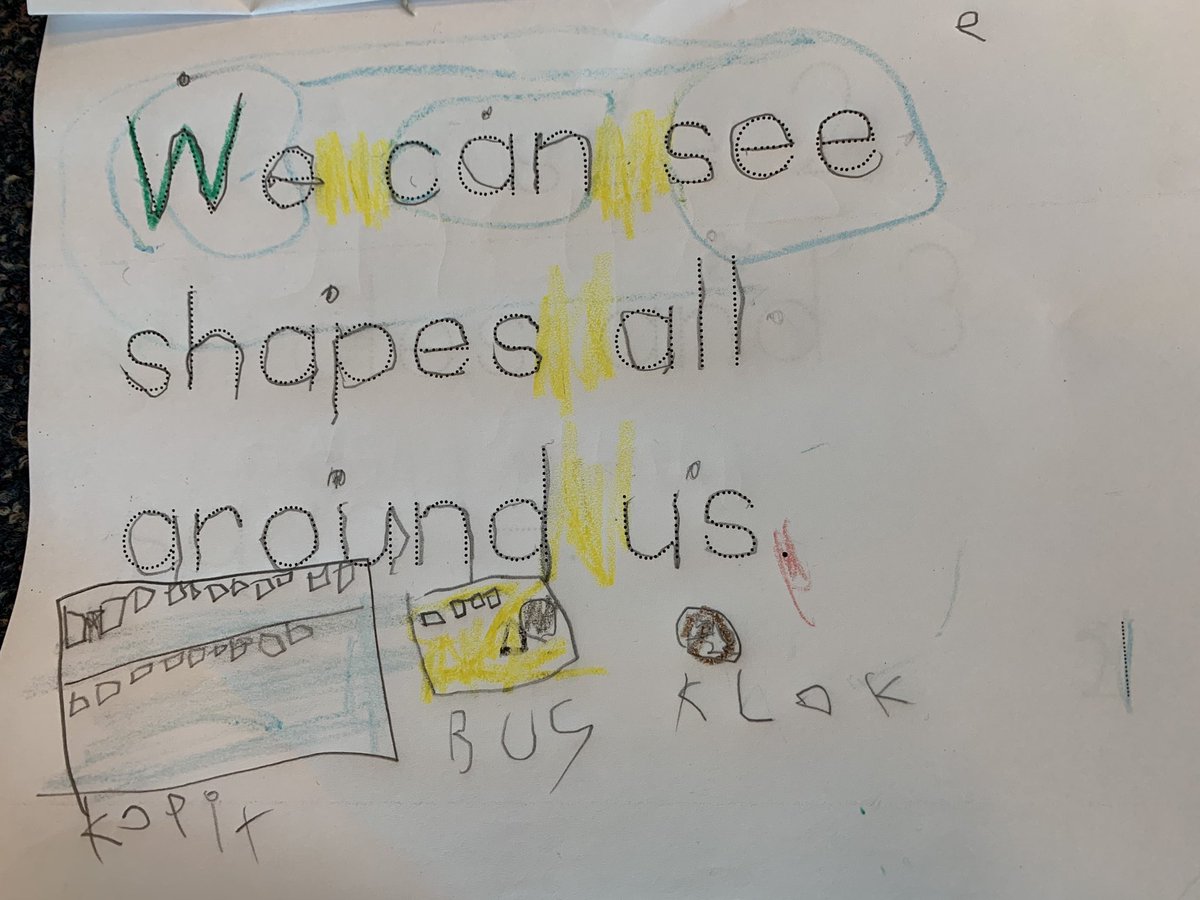 e
We can see
shapes all
around us.
BUS KLOK
KOPit